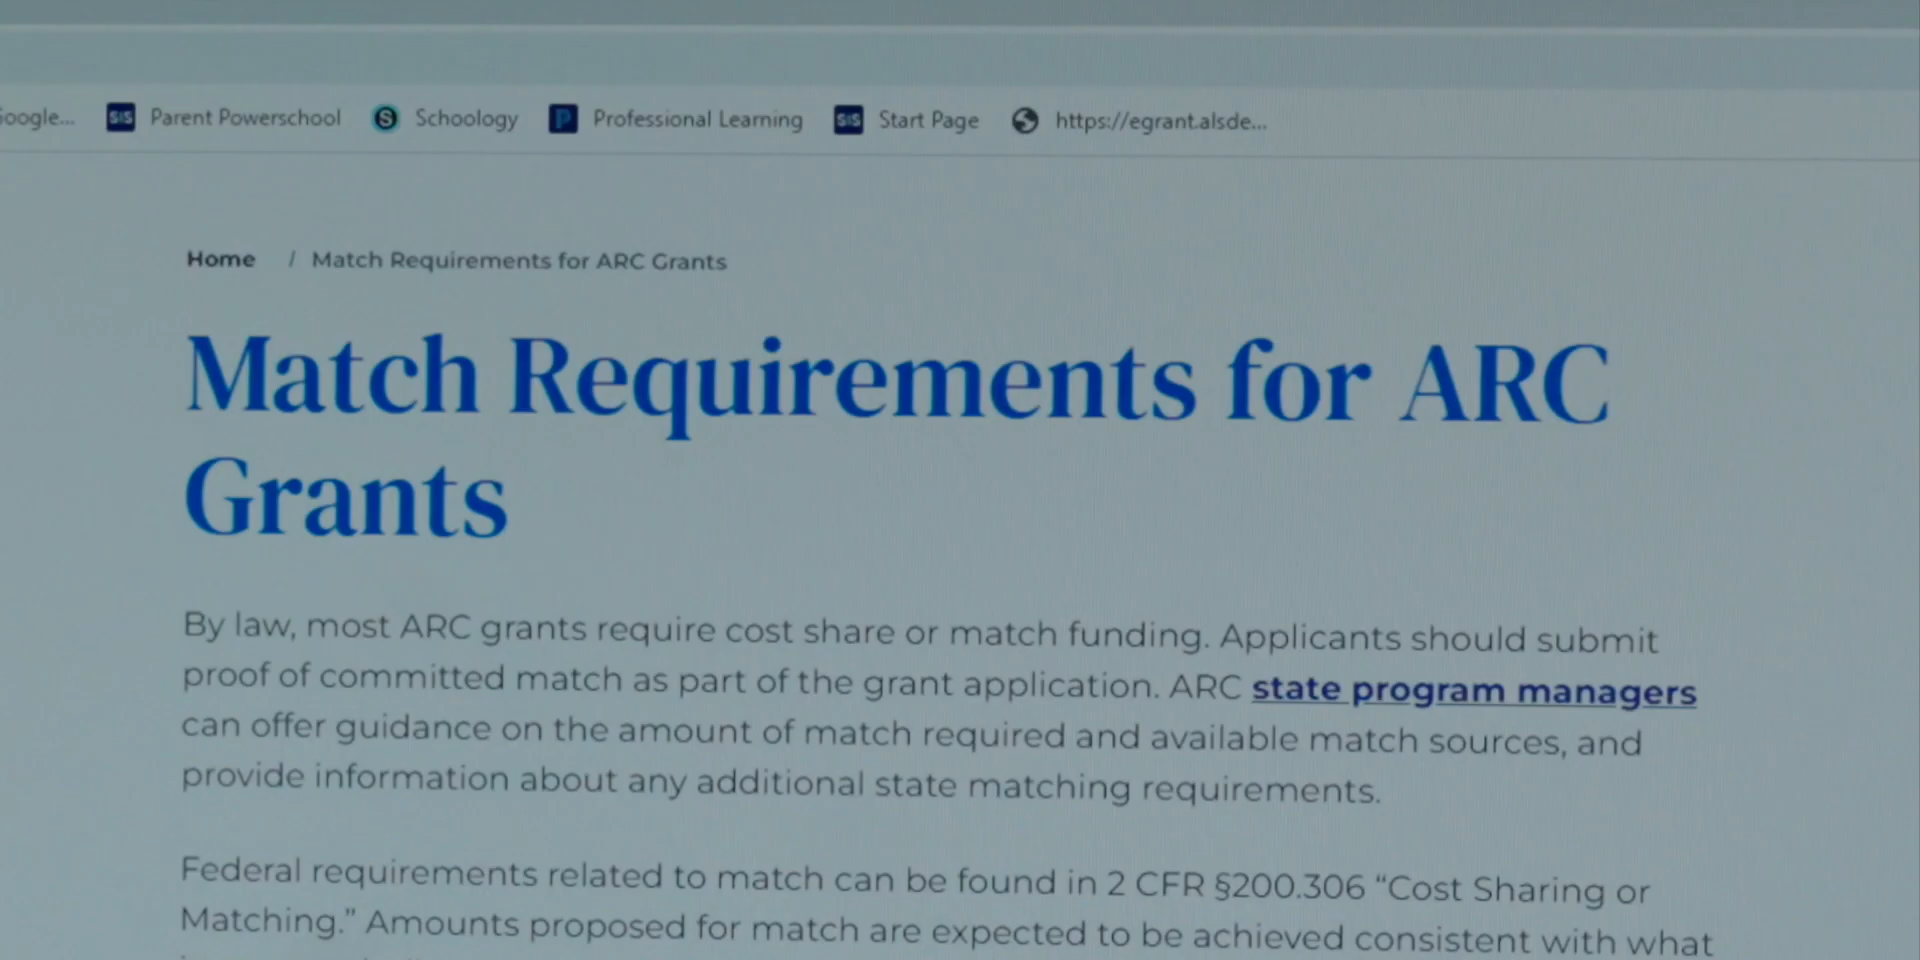 Google... SIS Parent Powerschool S Schoology P Professional Learning SIS Start Page https://egrant.alsde...
Home / Match Requirements for ARC Grants
Match Requirements for ARC
Grants
By law, most ARC grants require cost share or match funding. Applicants should submit
proof of committed match as part of the grant application. ARC state program managers
can offer guidance on the amount of match required and available match sources, and
provide information about any additional state matching requirements.
Federal requirements related to match can be found in 2 CFR §200.306 “Cost Sharing or
Matching.” Amounts proposed for match are expected to be achieved consistent with what